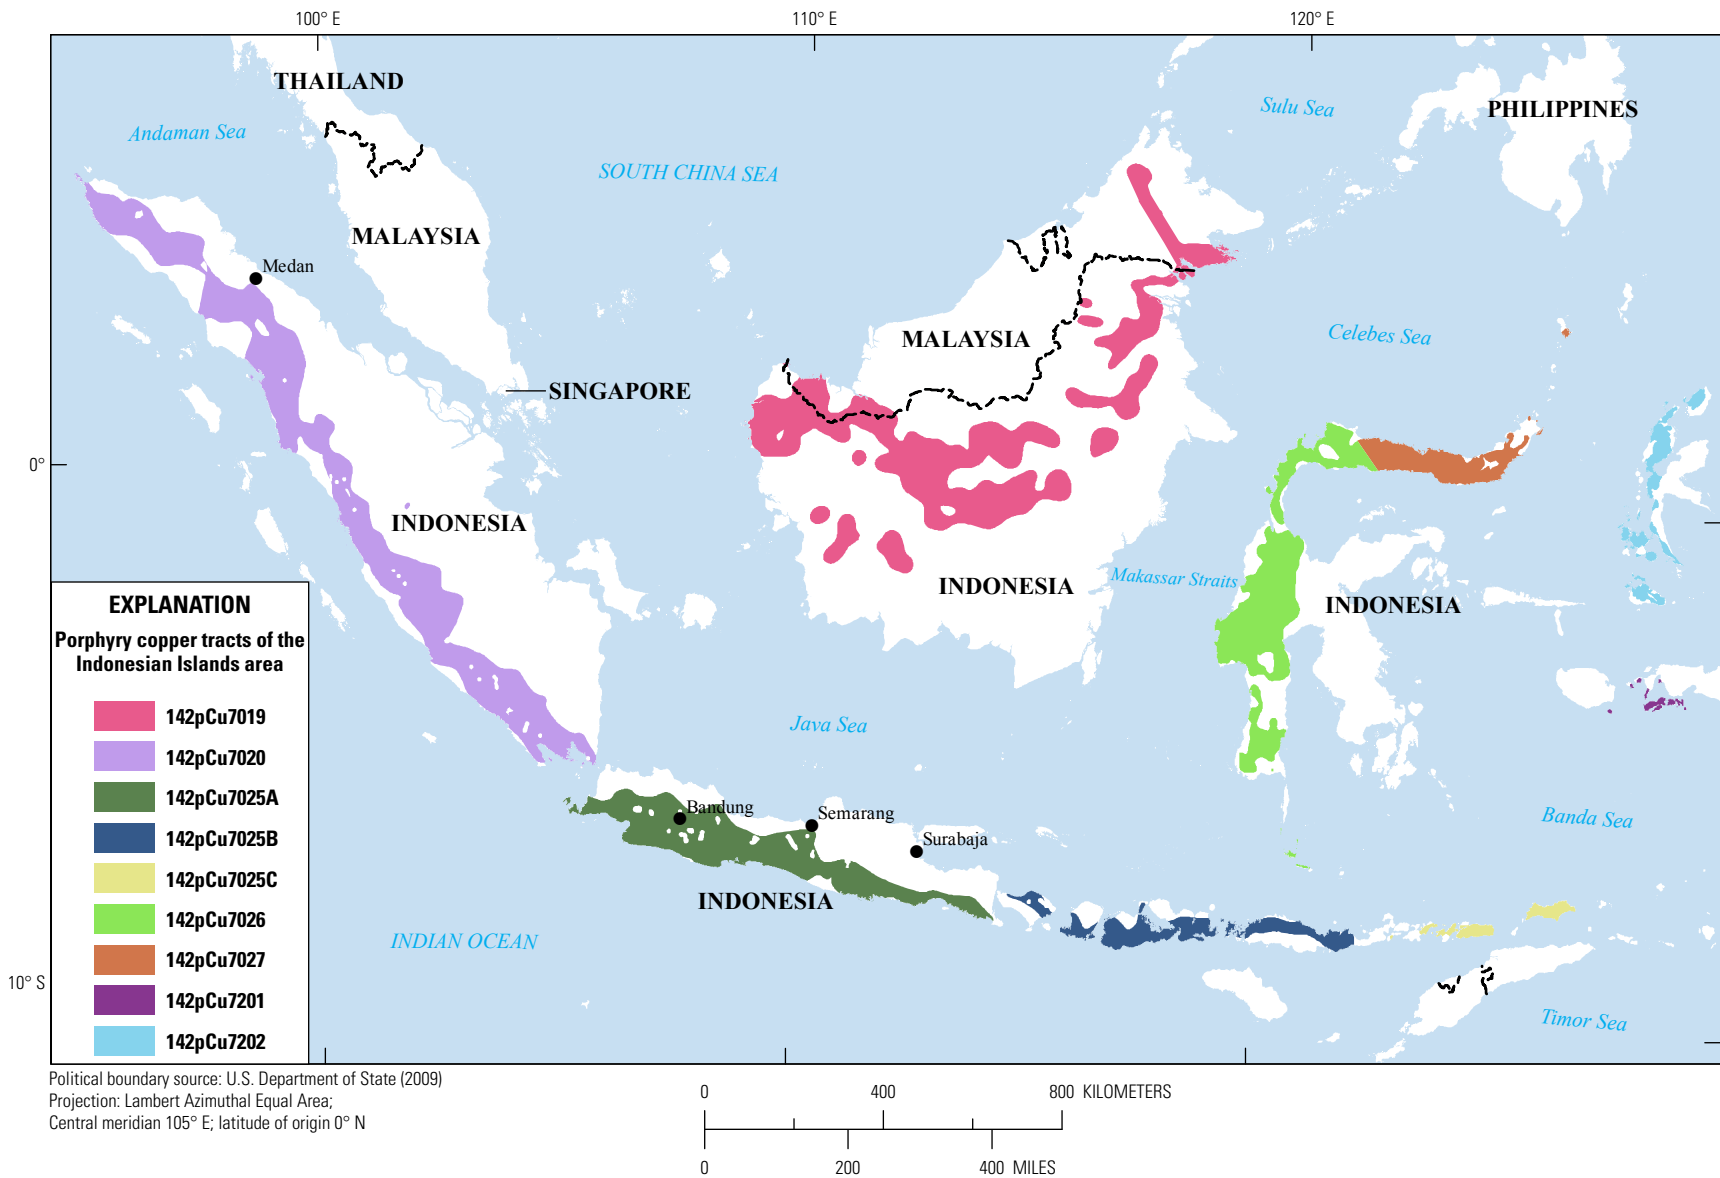 100° E
110° E
120° E
THAILAND
Andaman Sea
SOUTH CHINA SEA
Sulu Sea
PHILIPPINES
MALAYSIA
Medan
MALAYSIA
Celebes Sea
SINGAPORE
0°
INDONESIA
INDONESIA
Makassar Straits
INDONESIA
Java Sea
Bandung
Semarang
Surabaja
Banda Sea
INDONESIA
INDIAN OCEAN
10° S
Timor Sea
EXPLANATION
Porphyry copper tracts of the
Indonesian Islands area
142pCu7019
142pCu7020
142pCu7025A
142pCu7025B
142pCu7025C
142pCu7026
142pCu7027
142pCu7201
142pCu7202
Political boundary source: U.S. Department of State (2009)
Projection: Lambert Azimuthal Equal Area;
Central meridian 105° E; latitude of origin 0° N
0 400 800 KILOMETERS
0 200 400 MILES